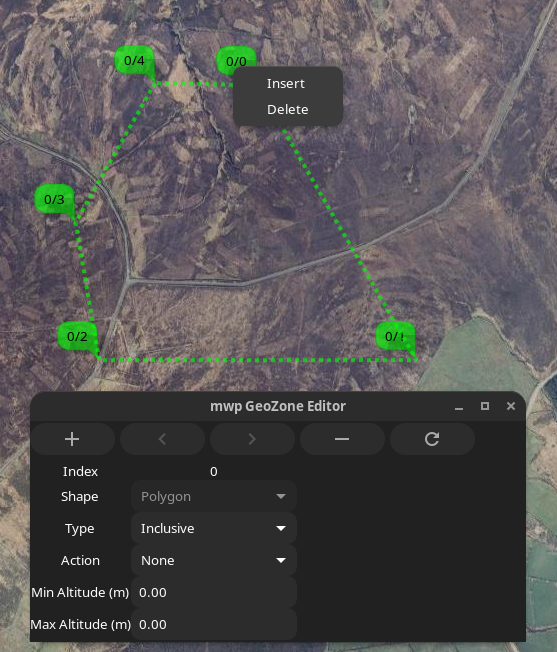 0/4
0/0
Insert
Delete
0/3
0/2
0/1
mwp GeoZone Editor
Index 0
Shape Polygon
Type Inclusive
Action None
Min Altitude (m) 0.00
Max Altitude (m) 0.00